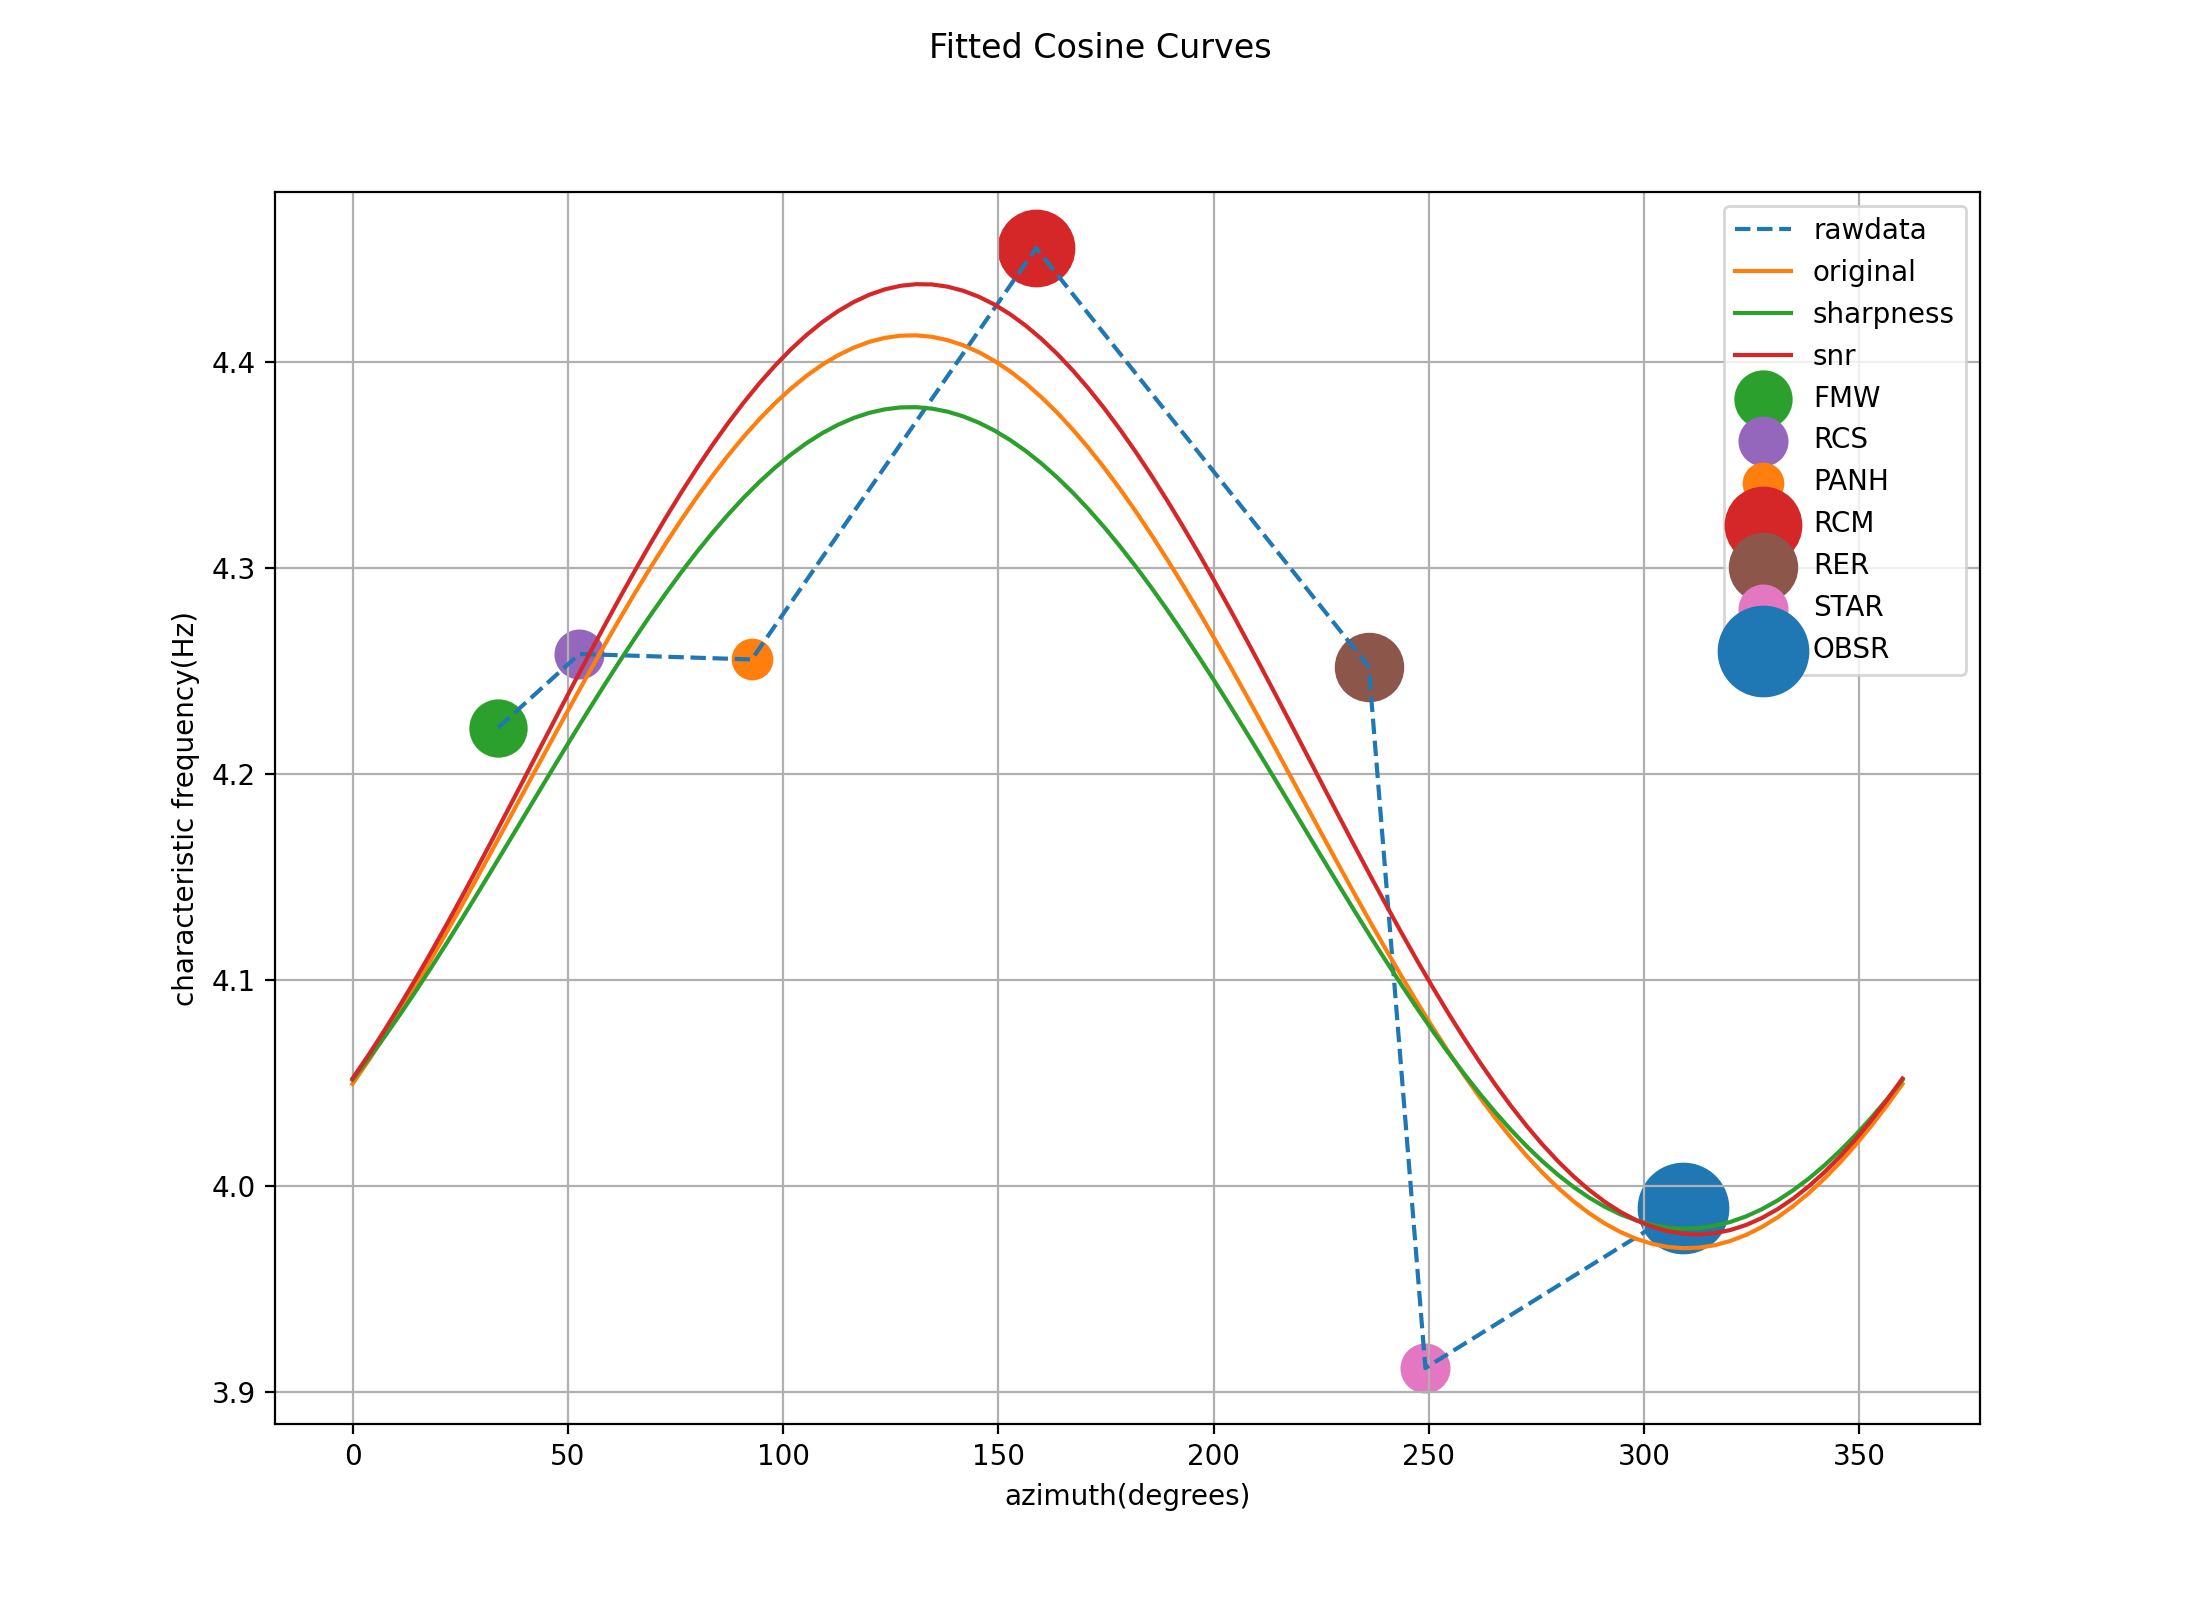 Fitted Cosine Curves
rawdata
original
sharpness
snr
FMW
RCS
PANH
RCM
RER
STAR
OBSR
characteristic frequency(Hz)
4.4
4.3
4.2
4.1
4.0
3.9
0 50 100 150 200 250 300 350
azimuth(degrees)